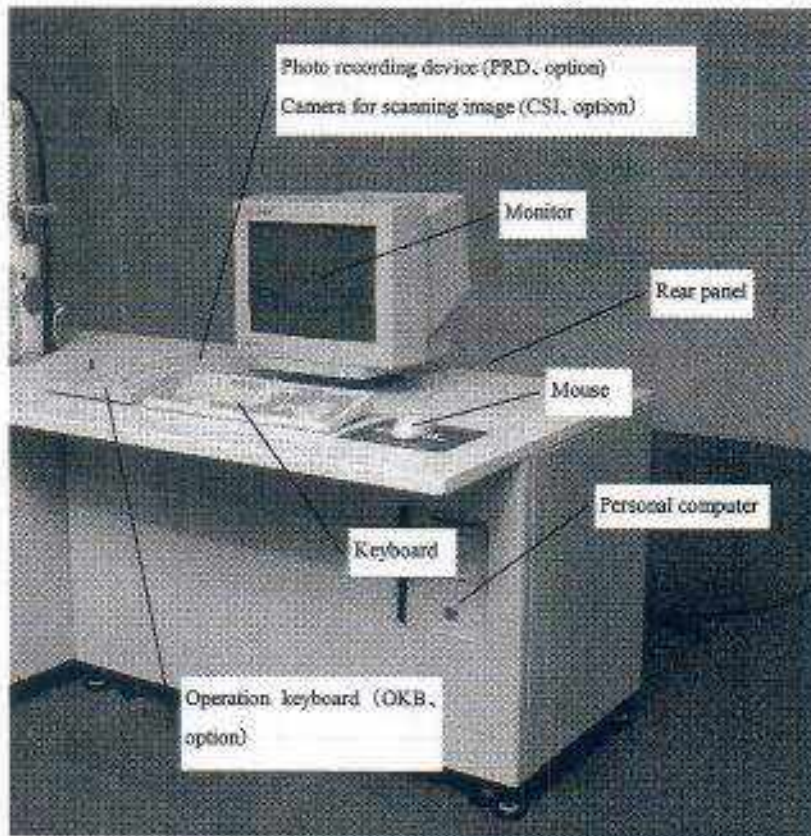 Photo recording device (PRD、option)
Camera for scanning image (CSI、option）
Monitor
Rear panel
Mouse
Personal computer
Keyboard
Operation keyboard（OKB、
option）